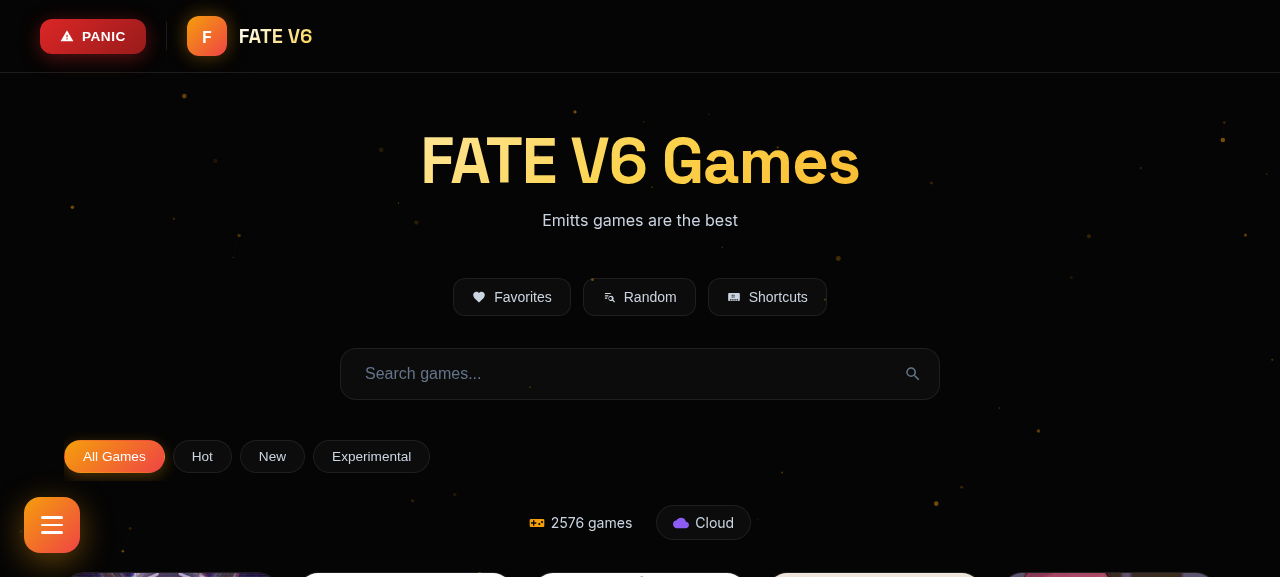 PANIC
F
FATE V6
FATE V6 Games
Emitts games are the best
Favorites
Random
Shortcuts
Search games...
All Games
Hot
New
Experimental
2576 games
Cloud